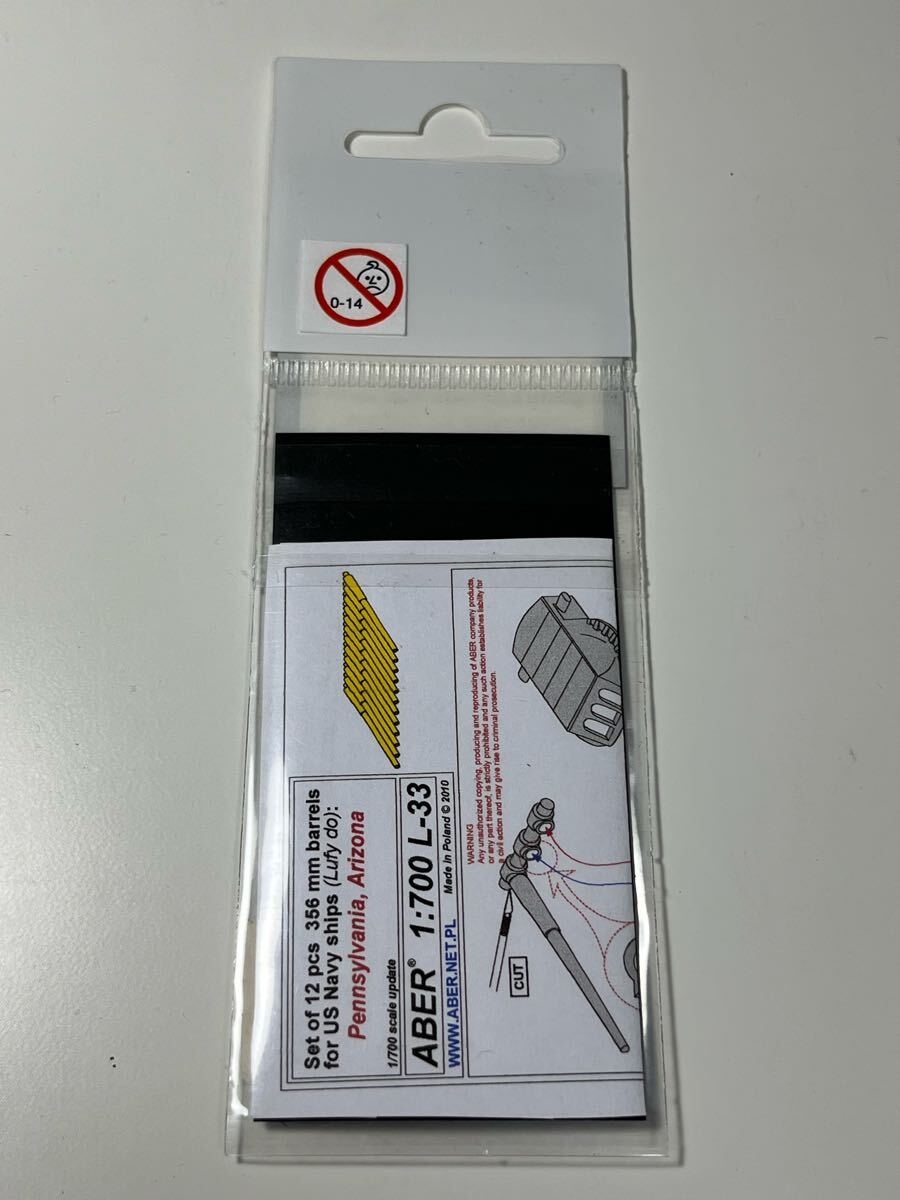 0-14
Set of 12 pcs 356 mm barrels
for US Navy ships (Lufy do):
Pennsylvania, Arizona
1/700 scale update
ABER® 1:700 L-33
WWW.ABER.NET.PL Made in Poland © 2010
WARNING
Any unauthorized copying, producing and reproducing of ABER company products,
or any part thereof, is strictly prohibited and any such action establishes liability for
a civil action and may give rise to criminal prosecution.
CUT